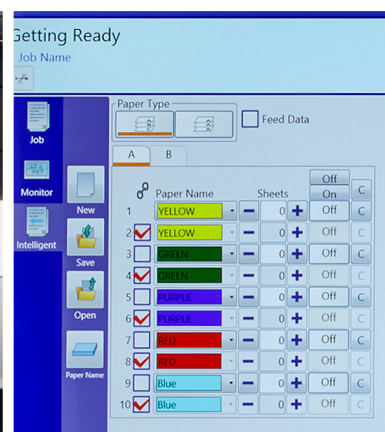 Getting Ready
Job Name
Paper Type
Feed Data
Job
A B
Off
Monitor
Paper Name Sheets On C
New
1 YELLOW 0 Off C
2 YELLOW 0 Off C
Intelligent
3 GREEN 0 Off C
Save
4 GREEN 0 Off C
5 PURPLE 0 Off C
Open
6 PURPLE 0 Off C
7 RED 0 Off C
8 RED 0 Off C
Paper Name
9 Blue 0 Off C
10 Blue 0 Off C